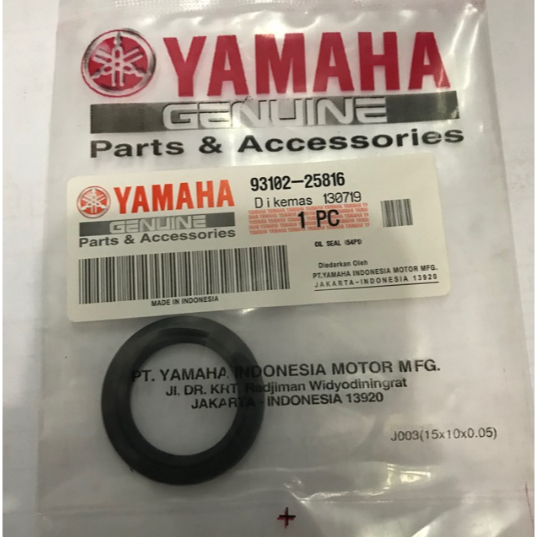 YAMAHA
GENUINE
Parts & Accessories
YAMAHA
GENUINE
Parts & Accessories
93102-25816
Dikemas 130719
1 PC
OIL SEAL (54P1)
Diedarkan Oleh
PT.YAMAHA INDONESIA MOTOR MFG.
JAKARTA-INDONESIA 13920
MADE IN INDONESIA
PT. YAMAHA INDONESIA MOTOR MFG.
Jl. DR. KRT. Radjiman Widyodiningrat
JAKARTA - INDONESIA 13920
J003(15x10x0.05)